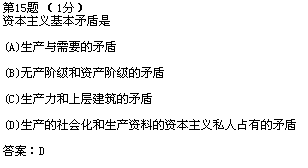 第15题 （1分）
资本主义基本矛盾是
(A)生产与需要的矛盾
(B)无产阶级和资产阶级的矛盾
(C)生产力和上层建筑的矛盾
(D)生产的社会化和生产资料的资本主义私人占有的矛盾
答案：D